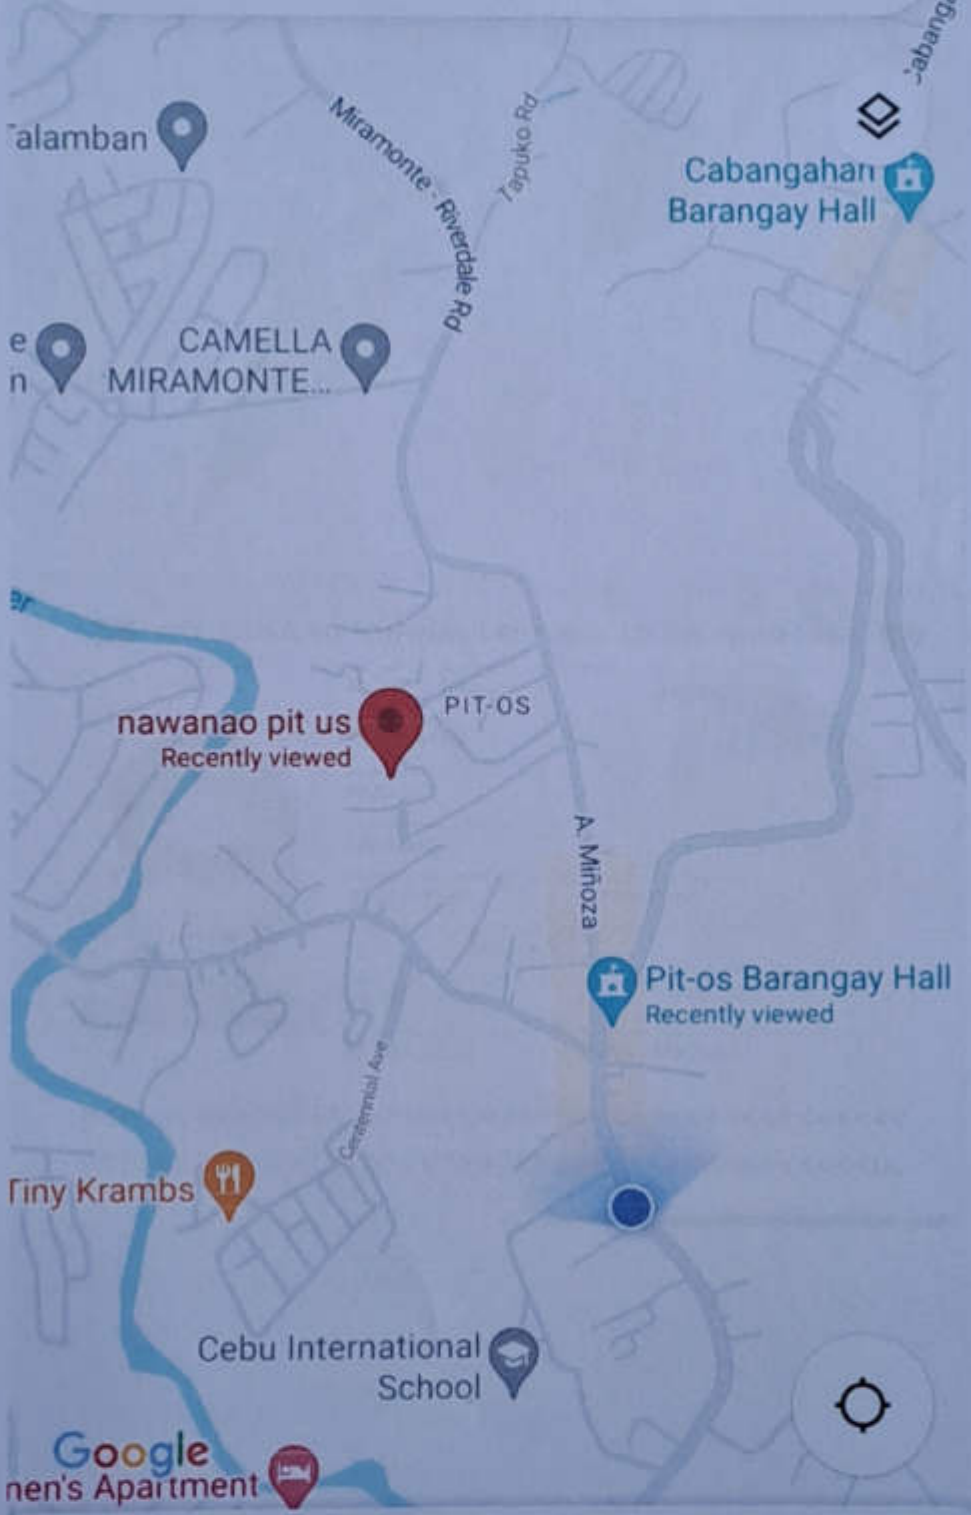 Miramonte - Riverdale Rd
Tapuko Rd
alamban
Cabangahan
Barangay Hall
e
n
CAMELLA
MIRAMONTE...
er
nawanao pit us
Recently viewed
PIT-OS
A. Miñoza
Pit-os Barangay Hall
Recently viewed
Centennial Ave
Tiny Krambs
Cebu International
School
Google
nen's Apartment